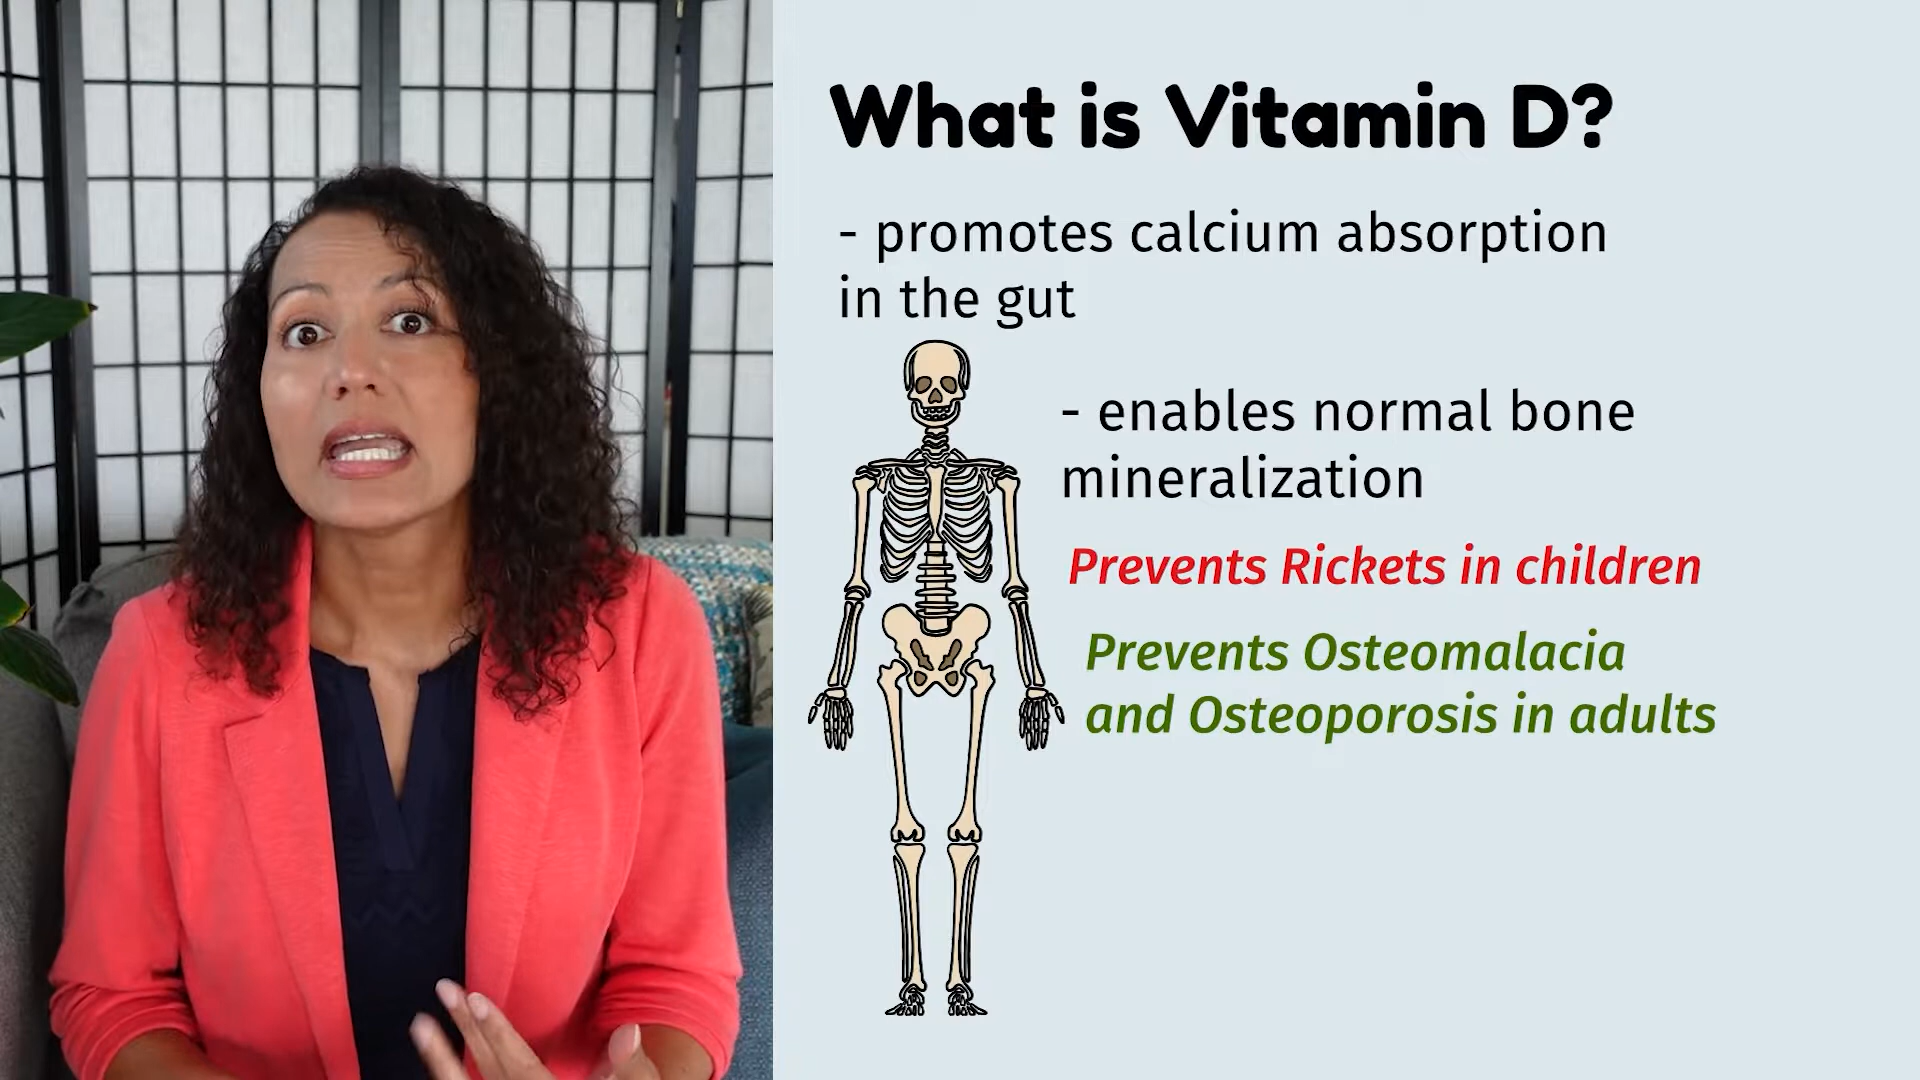 What is Vitamin D?
- promotes calcium absorption
in the gut
- enables normal bone
mineralization
Prevents Rickets in children
Prevents Osteomalacia
and Osteoporosis in adults